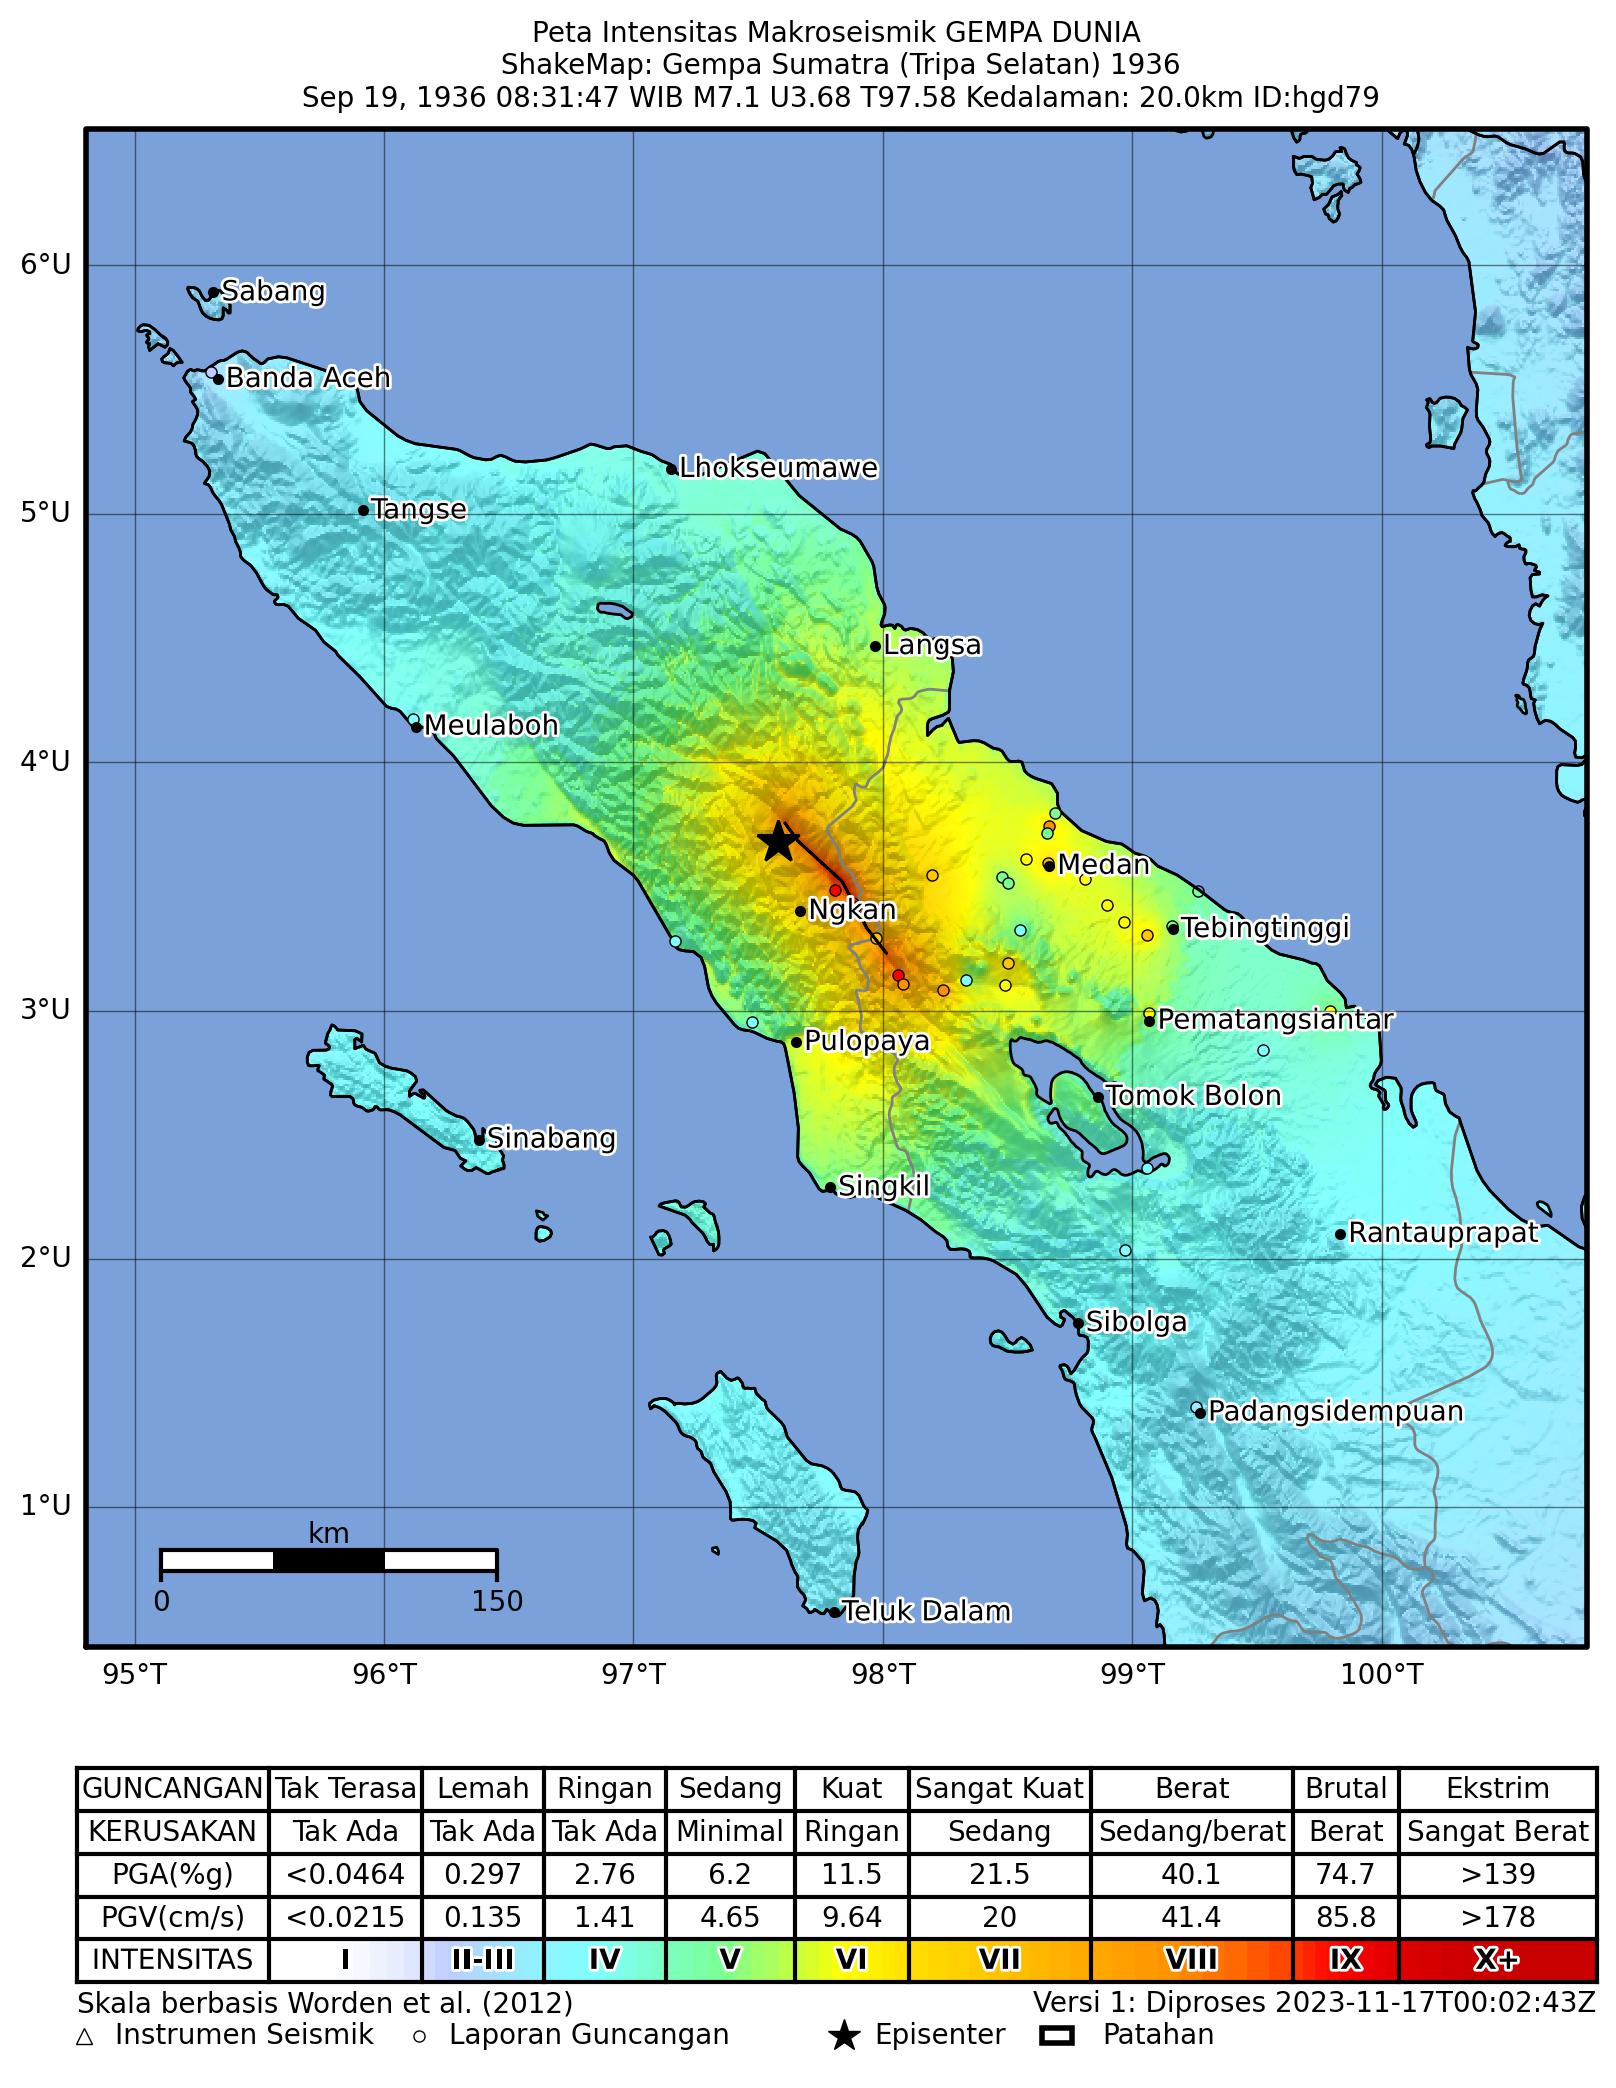 Peta Intensitas Makroseismik GEMPA DUNIA
ShakeMap: Gempa Sumatra (Tripa Selatan) 1936
Sep 19, 1936 08:31:47 WIB M7.1 U3.68 T97.58 Kedalaman: 20.0km ID:hgd79
6°U
Sabang
Banda Aceh
Lhokseumawe
5°U
Tangse
Langsa
Meulaboh
4°U
Medan
Ngkan
Tebingtinggi
3°U
Pematangsiantar
Pulopaya
Tomok Bolon
Sinabang
Singkil
Rantauprapat
2°U
Sibolga
Padangsidempuan
1°U
km
0 150
Teluk Dalam
95°T 96°T 97°T 98°T 99°T 100°T
GUNCANGAN Tak Terasa Lemah Ringan Sedang Kuat Sangat Kuat Berat Brutal Ekstrim
KERUSAKAN Tak Ada Tak Ada Tak Ada Minimal Ringan Sedang Sedang/berat Berat Sangat Berat
PGA(%g) <0.0464 0.297 2.76 6.2 11.5 21.5 40.1 74.7 >139
PGV(cm/s) <0.0215 0.135 1.41 4.65 9.64 20 41.4 85.8 >178
INTENSITAS I II-III IV V VI VII VIII IX X+
Skala berbasis Worden et al. (2012) Versi 1: Diproses 2023-11-17T00:02:43Z
Instrumen Seismik Laporan Guncangan Episenter Patahan